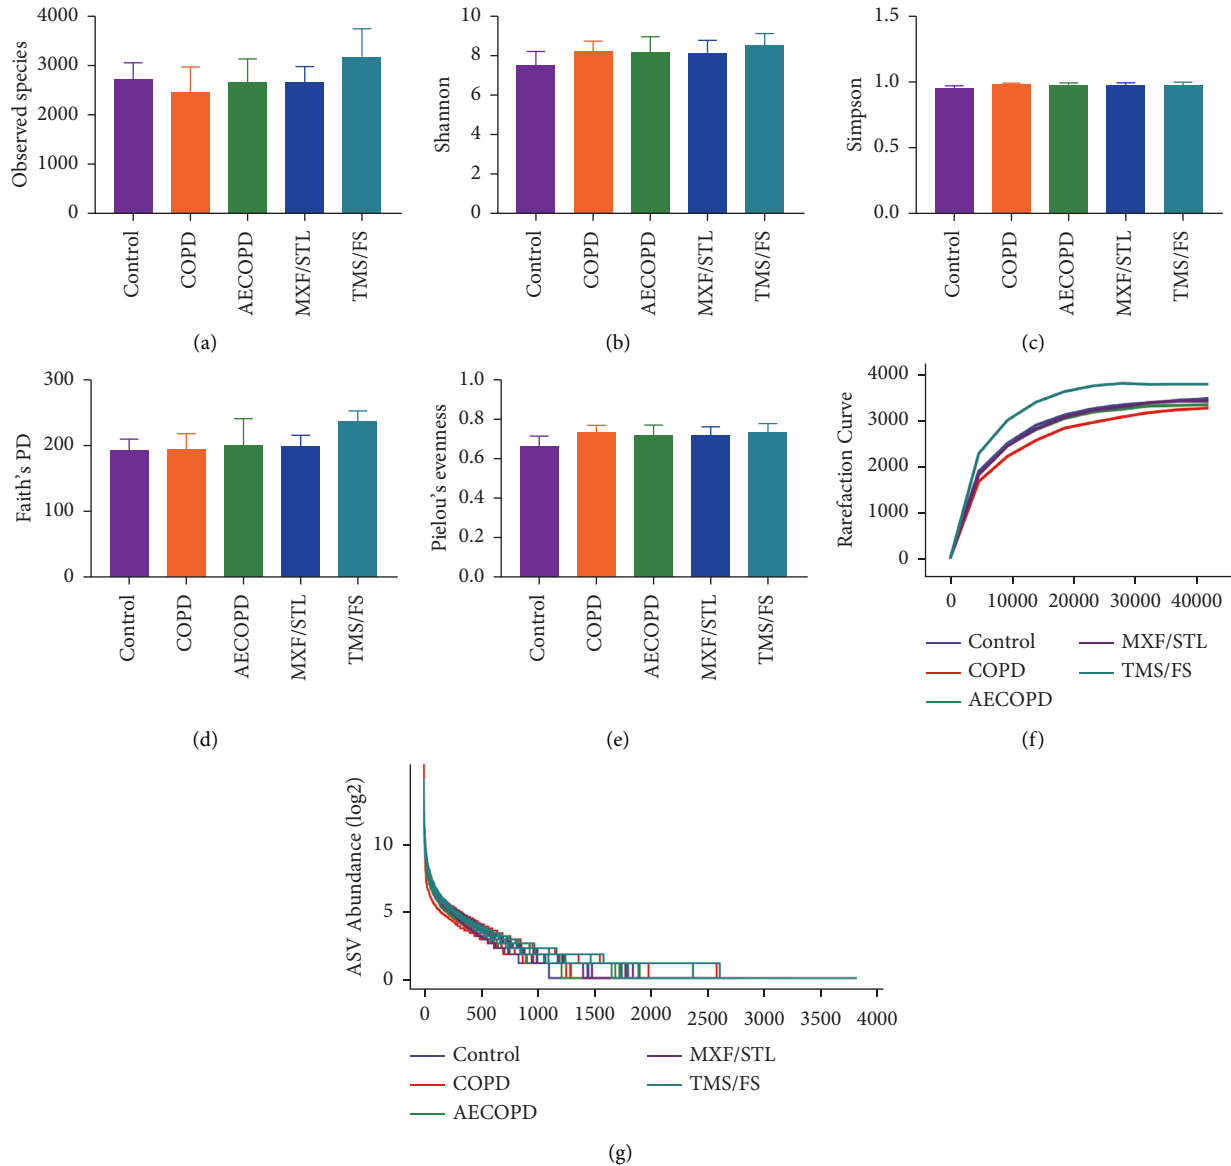 Observed species
4000
3000
2000
1000
0
Control
COPD
AECOPD
MXF/STL
TMS/FS
(a)
Shannon
10
8
6
4
2
0
Control
COPD
AECOPD
MXF/STL
TMS/FS
(b)
Simpson
1.5
1.0
0.5
0.0
Control
COPD
AECOPD
MXF/STL
TMS/FS
(c)
Faith's PD
300
200
100
0
Control
COPD
AECOPD
MXF/STL
TMS/FS
(d)
Pielou's evenness
1.0
0.8
0.6
0.4
0.2
0.0
Control
COPD
AECOPD
MXF/STL
TMS/FS
(e)
Rarefaction Curve
4000
3000
2000
1000
0
0 10000 20000 30000 40000
Control MXF/STL
COPD TMS/FS
AECOPD
(f)
ASV Abundance (log2)
10
5
0
0 500 1000 1500 2000 2500 3000 3500 4000
Control MXF/STL
COPD TMS/FS
AECOPD
(g)